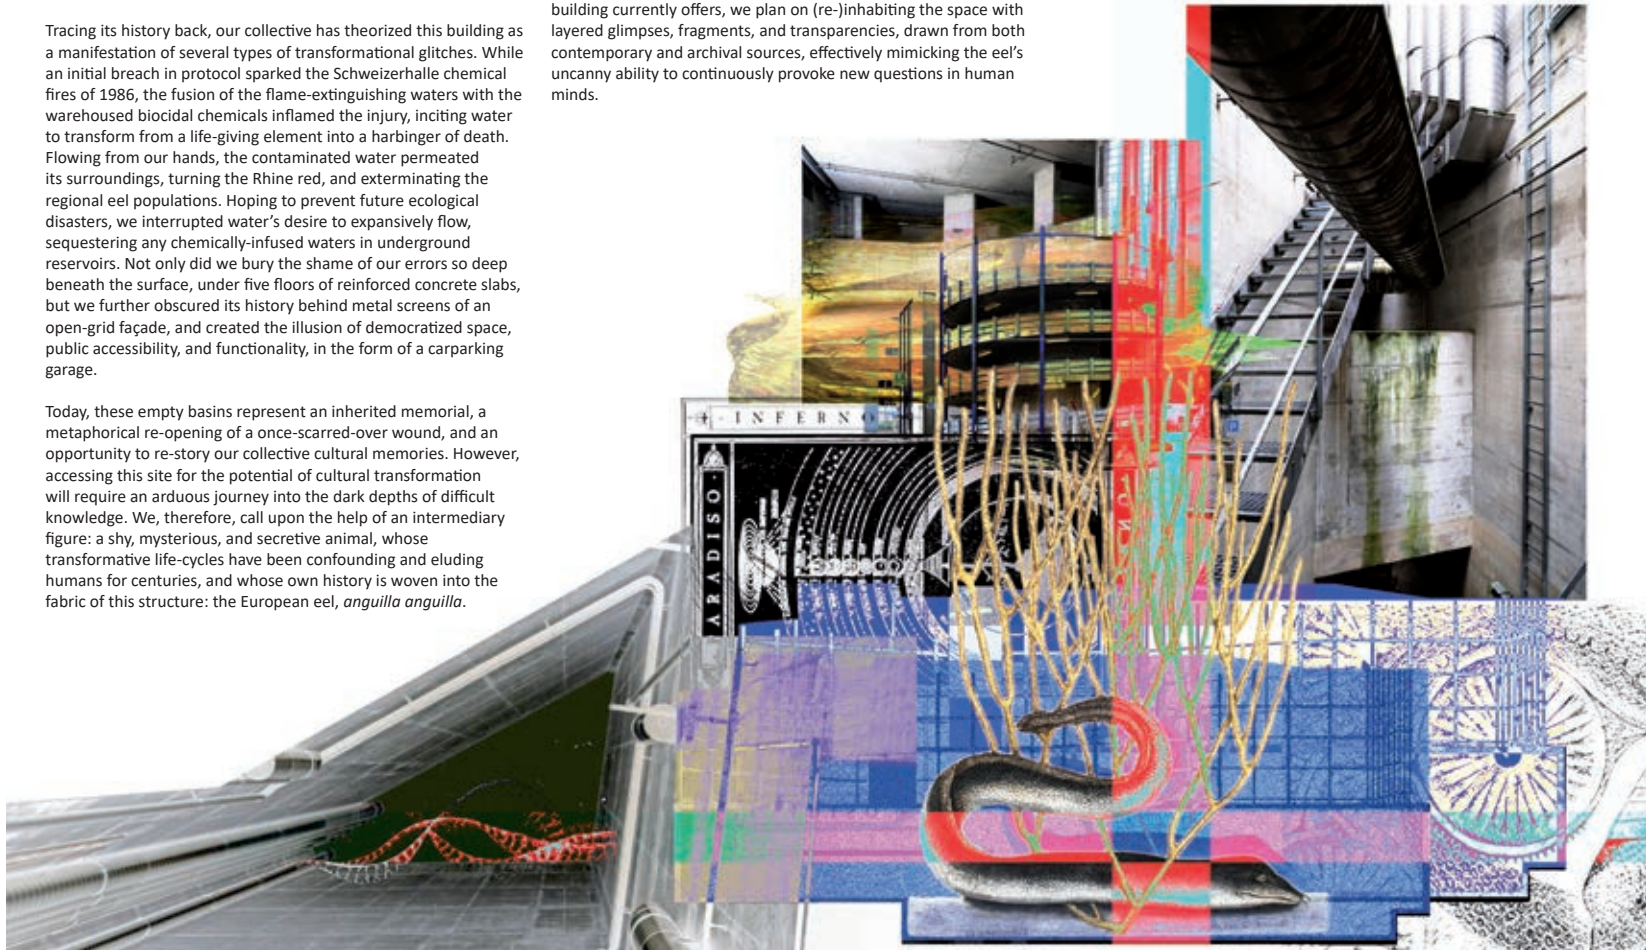 Tracing its history back, our collective has theorized this building as
a manifestation of several types of transformational glitches. While
an initial breach in protocol sparked the Schweizerhalle chemical
fires of 1986, the fusion of the flame-extinguishing waters with the
warehoused biocidal chemicals inflamed the injury, inciting water
to transform from a life-giving element into a harbinger of death.
Flowing from our hands, the contaminated water permeated
its surroundings, turning the Rhine red, and exterminating the
regional eel populations. Hoping to prevent future ecological
disasters, we interrupted water’s desire to expansively flow,
sequestering any chemically-infused waters in underground
reservoirs. Not only did we bury the shame of our errors so deep
beneath the surface, under five floors of reinforced concrete slabs,
but we further obscured its history behind metal screens of an
open-grid façade, and created the illusion of democratized space,
public accessibility, and functionality, in the form of a carparking
garage.
Today, these empty basins represent an inherited memorial, a
metaphorical re-opening of a once-scarred-over wound, and an
opportunity to re-story our collective cultural memories. However,
accessing this site for the potential of cultural transformation
will require an arduous journey into the dark depths of difficult
knowledge. We, therefore, call upon the help of an intermediary
figure: a shy, mysterious, and secretive animal, whose
transformative life-cycles have been confounding and eluding
humans for centuries, and whose own history is woven into the
fabric of this structure: the European eel, anguilla anguilla.
building currently offers, we plan on (re-)inhabiting the space with
layered glimpses, fragments, and transparencies, drawn from both
contemporary and archival sources, effectively mimicking the eel’s
uncanny ability to continuously provoke new questions in human
minds.
INFERNO
ARADISO
P